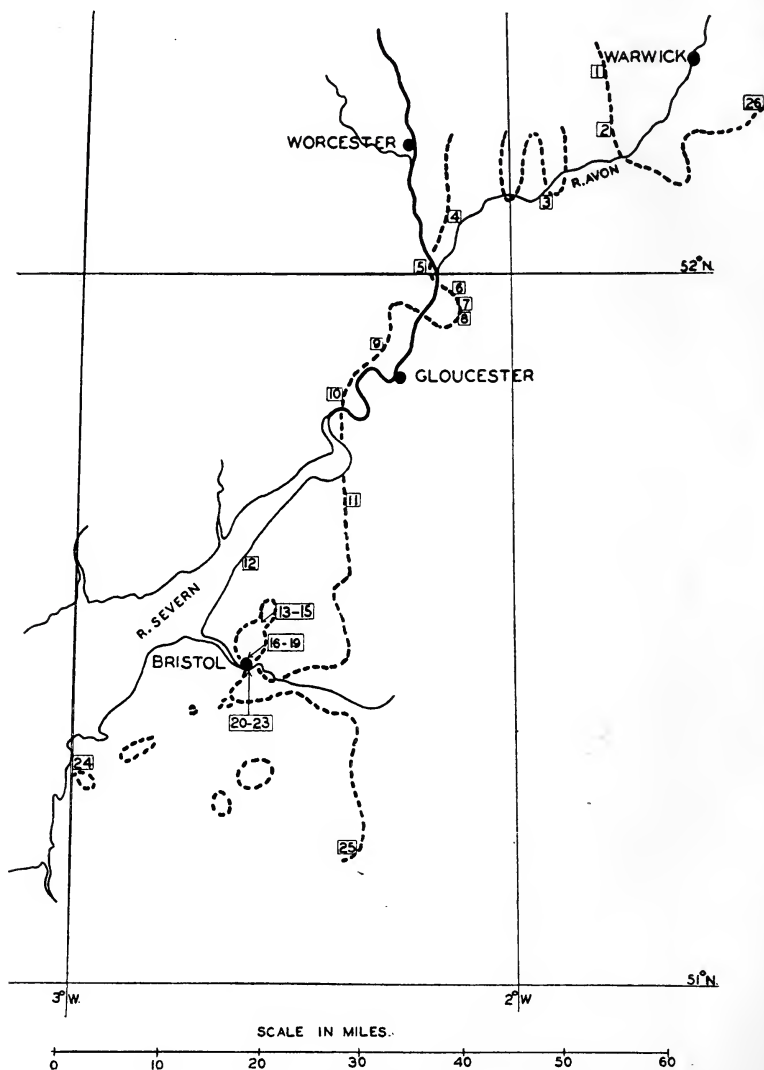 WARWICK
1
26
2
WORCESTER
R. AVON
3
4
5
52°N.
6
7
8
9
GLOUCESTER
10
11
12
R. SEVERN
13-15
16-19
BRISTOL
20-23
24
25
51°N.
3°W.
2°W
SCALE IN MILES.
0 10 20 30 40 50 60